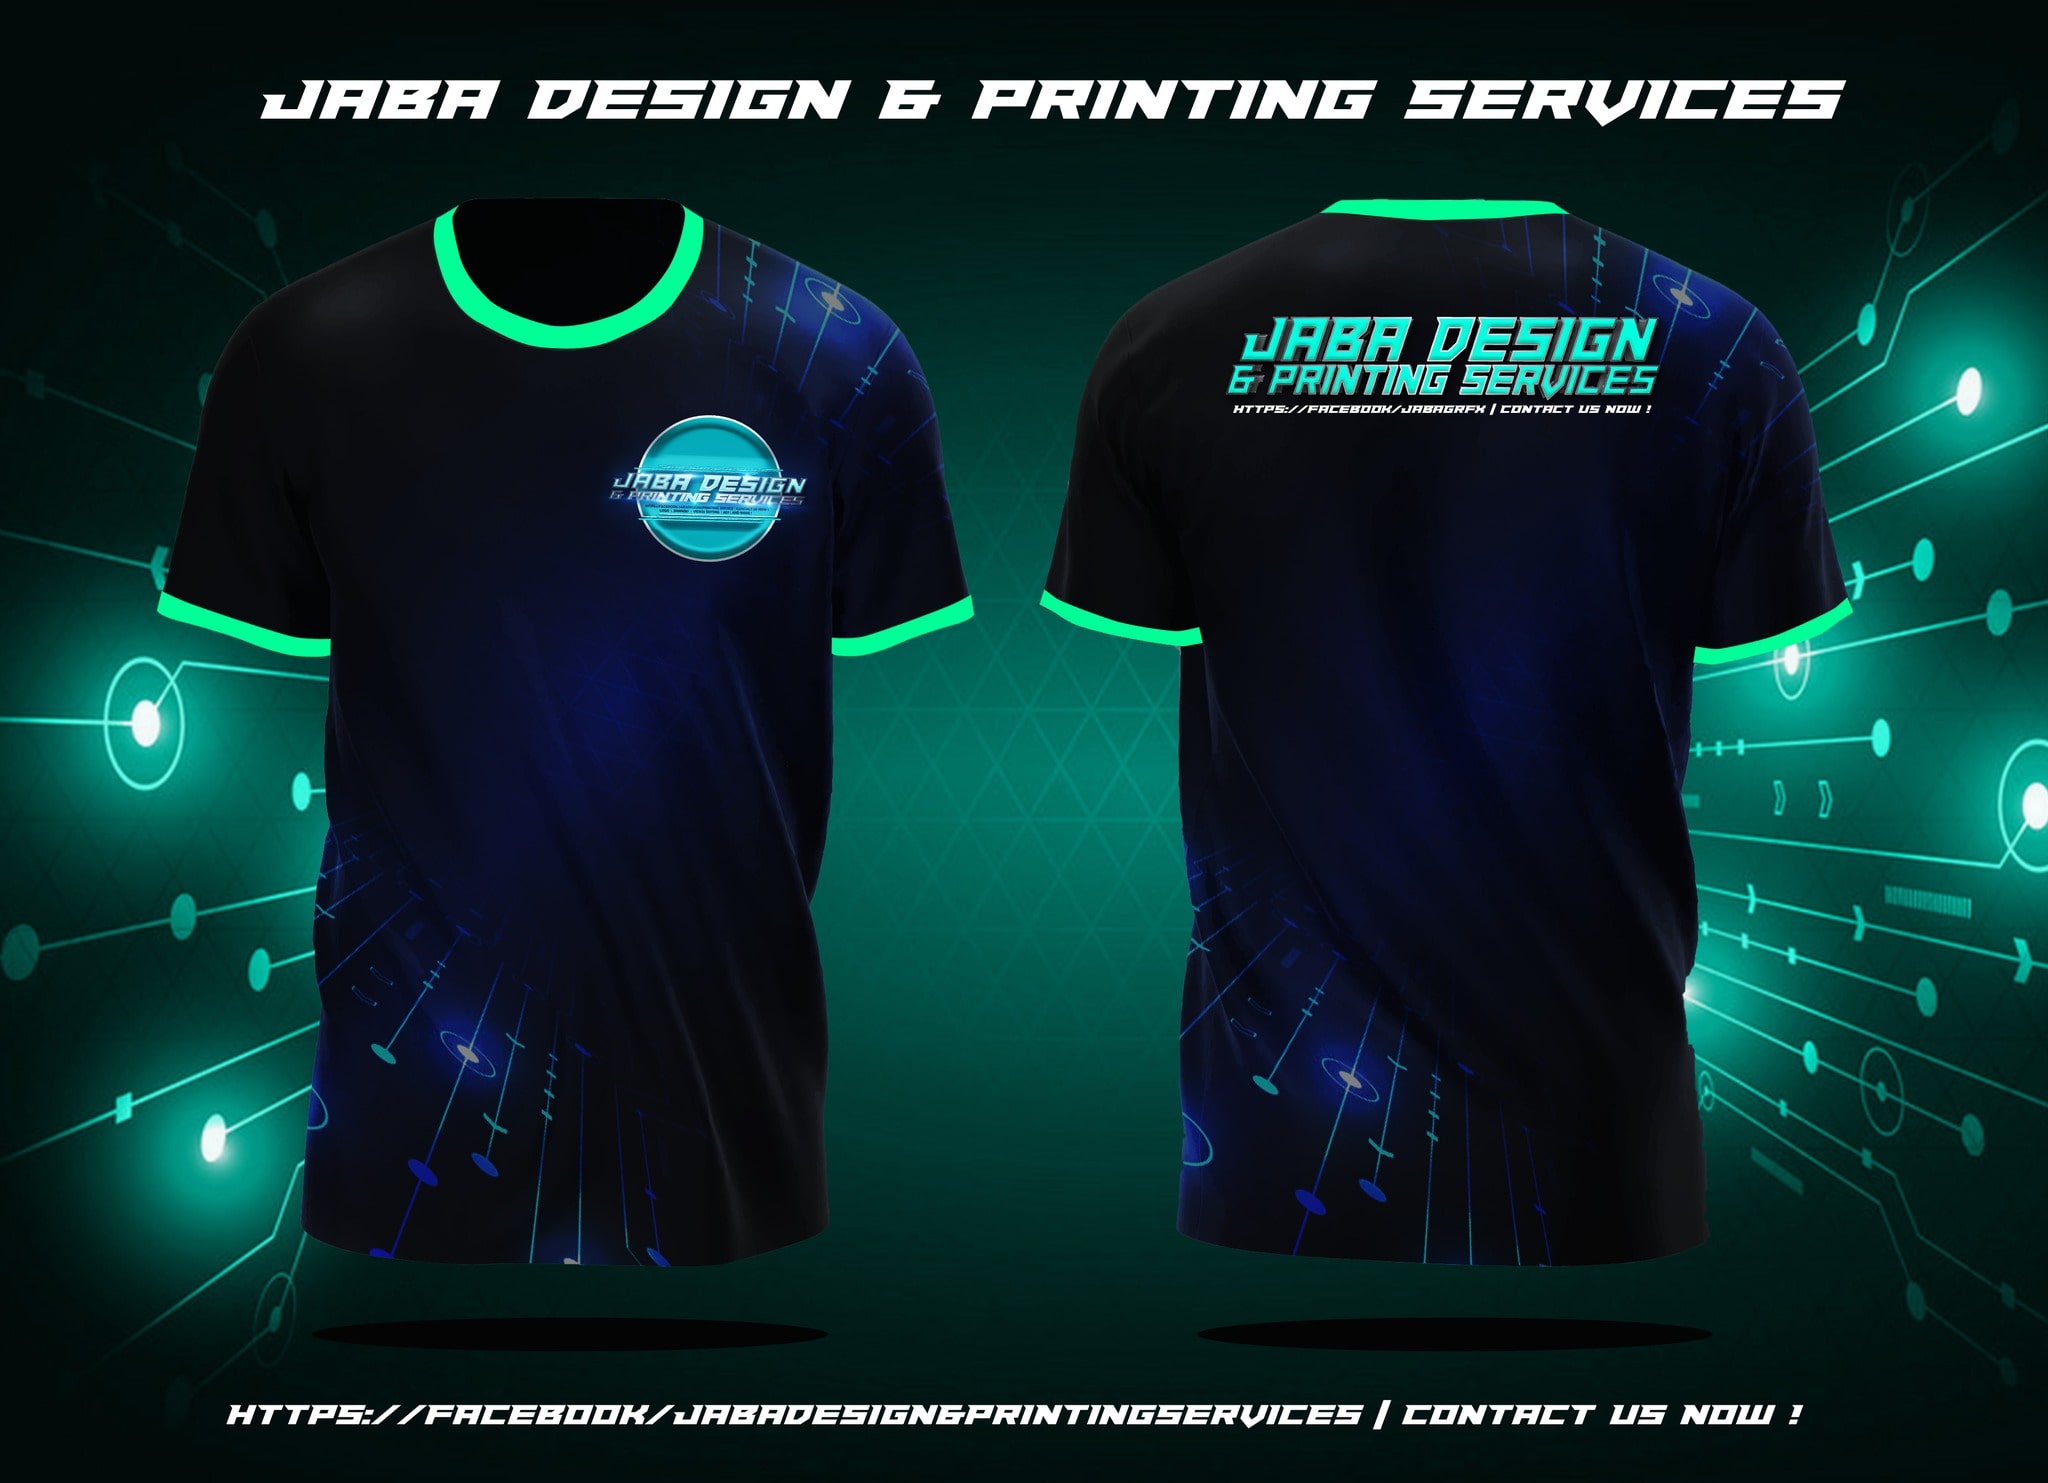 JABA DESIGN & PRINTING SERVICES
JABA DESIGN
& PRINTING SERVICES
JABA DESIGN
& PRINTING SERVICES
HTTPS://FACEBOOK/JABAGRFX | CONTACT US NOW !
HTTPS://FACEBOOK/JABADESIGN&PRINTINGSERVICES | CONTACT US NOW !